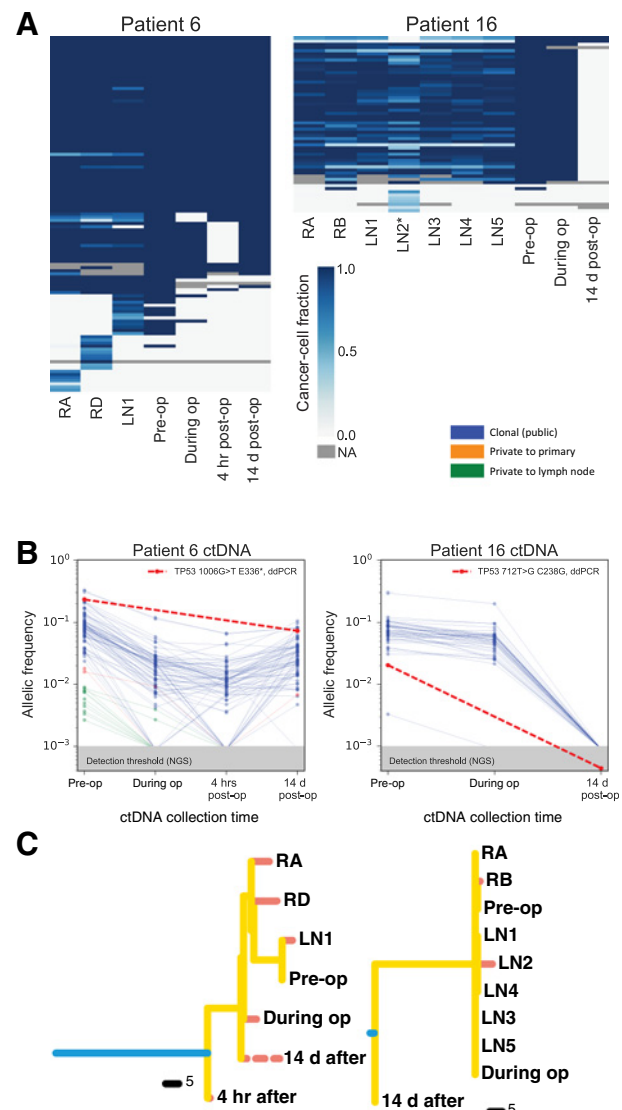 A
Patient 6
Patient 16
RA
RD
LN1
Pre-op
During op
4 hr post-op
14 d post-op
RA
RB
LN1
LN2*
LN3
LN4
LN5
Pre-op
During op
14 d post-op
Cancer-cell fraction
1.0
0.5
0.0
NA
Clonal (public)
Private to primary
Private to lymph node
B
Patient 6 ctDNA
TP53 1006G>T E336*, ddPCR
Allelic frequency
10⁰
10⁻¹
10⁻²
10⁻³
Detection threshold (NGS)
Pre-op
During op
4 hrs
post-op
14 d
post-op
ctDNA collection time
Patient 16 ctDNA
TP53 712T>G C238G, ddPCR
Allelic frequency
10⁰
10⁻¹
10⁻²
10⁻³
Detection threshold (NGS)
Pre-op
During op
14 d
post-op
ctDNA collection time
C
RA
RD
LN1
Pre-op
During op
14 d after
5
4 hr after
RA
RB
Pre-op
LN1
LN2
LN4
LN3
LN5
During op
14 d after
5